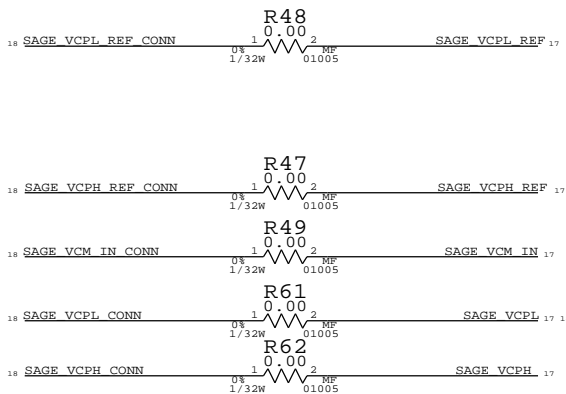 R48
0.00
18 SAGE_VCPL_REF_CONN 1 2 SAGE_VCPL_REF 17
0% MF
1/32W 01005
R47
0.00
18 SAGE_VCPH_REF_CONN 1 2 SAGE_VCPH_REF 17
0% MF
1/32W 01005
R49
0.00
18 SAGE_VCM_IN_CONN 1 2 SAGE_VCM_IN 17
0% MF
1/32W 01005
R61
0.00
18 SAGE_VCPL_CONN 1 2 SAGE_VCPL 17 1
0% MF
1/32W 01005
R62
0.00
18 SAGE_VCPH_CONN 1 2 SAGE_VCPH 17
0% MF
1/32W 01005